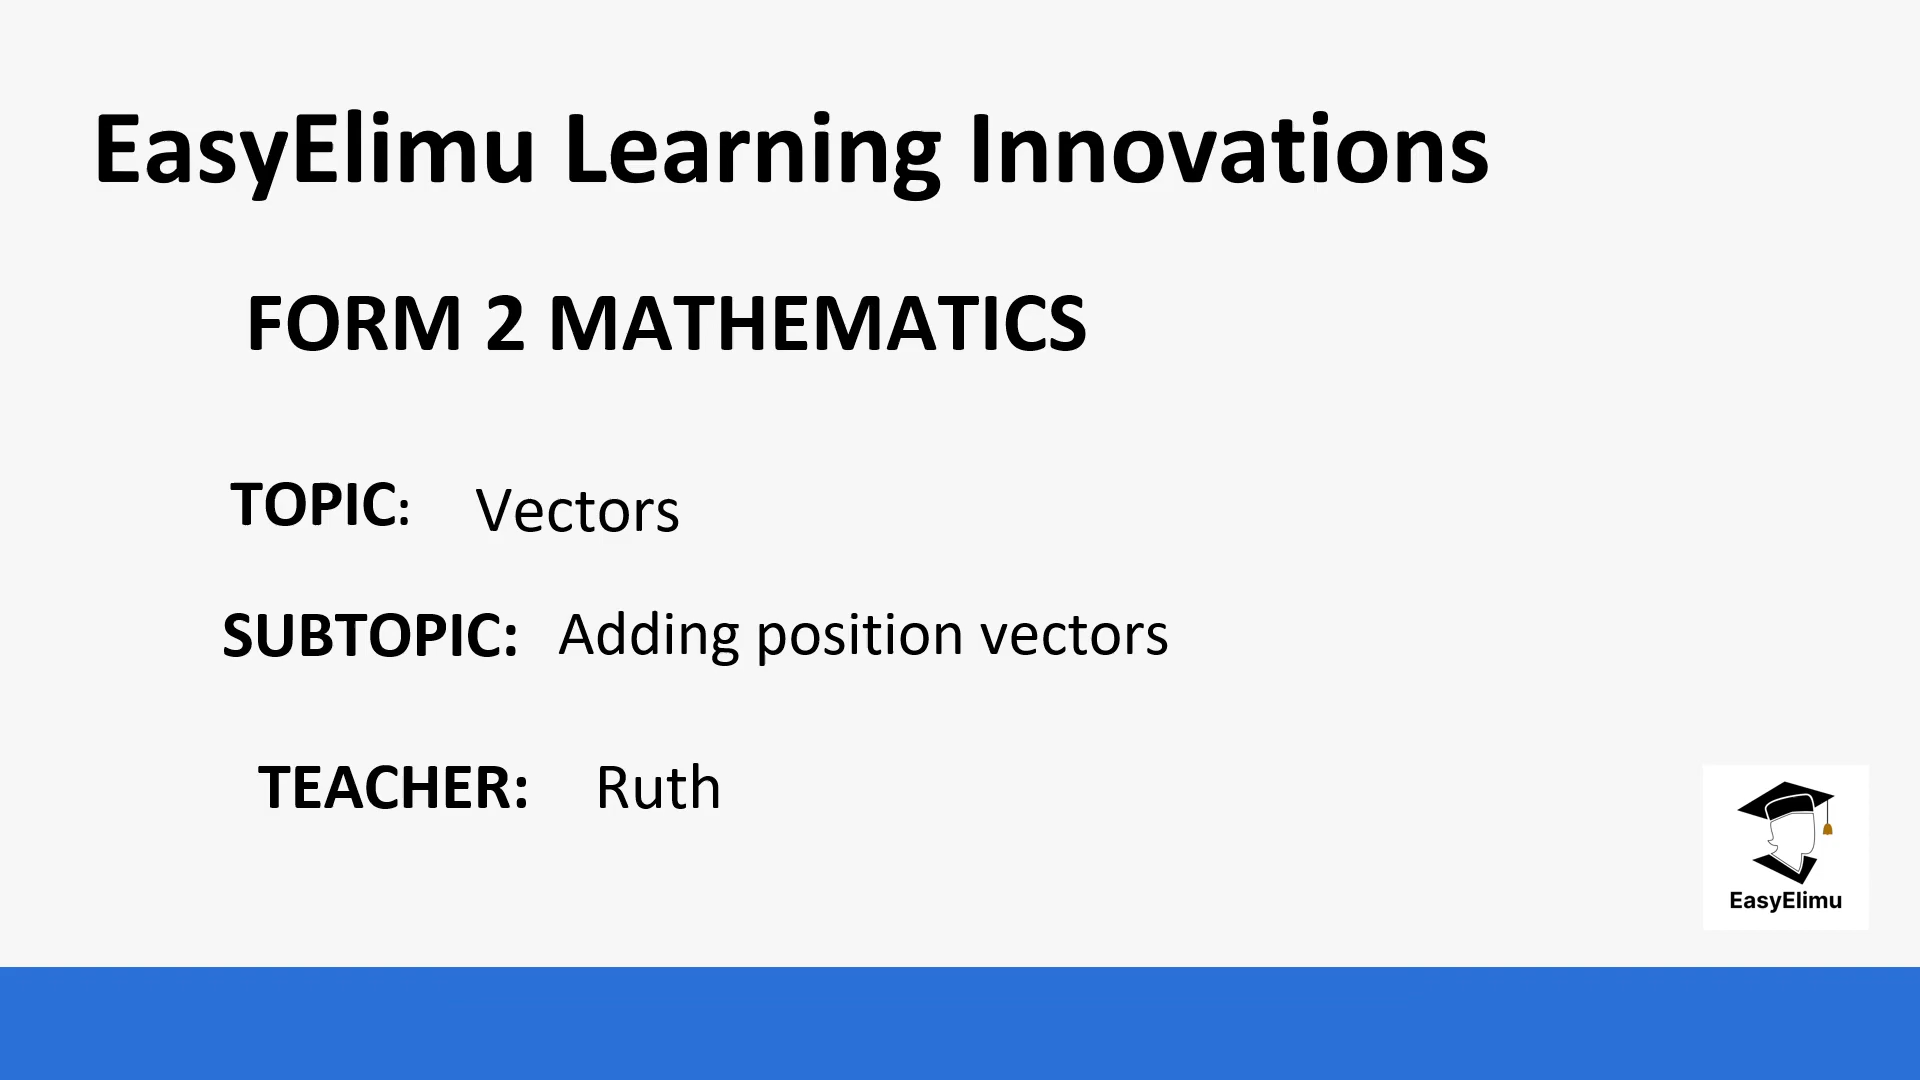 EasyElimu Learning Innovations
FORM 2 MATHEMATICS
TOPIC: Vectors
SUBTOPIC: Adding position vectors
TEACHER: Ruth
EasyElimu